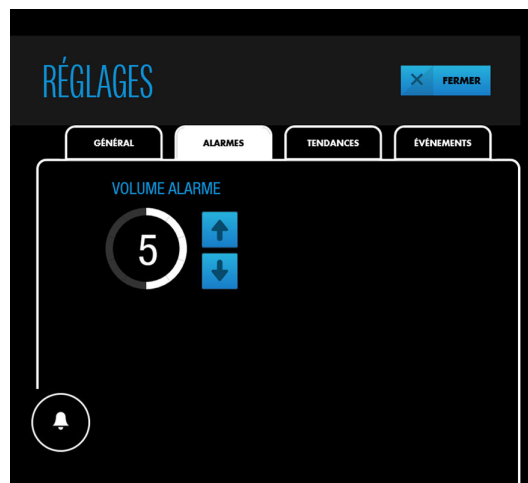 RÉGLAGES
FERMER
GÉNÉRAL
ALARMES
TENDANCES
ÉVÉNEMENTS
VOLUME ALARME
5